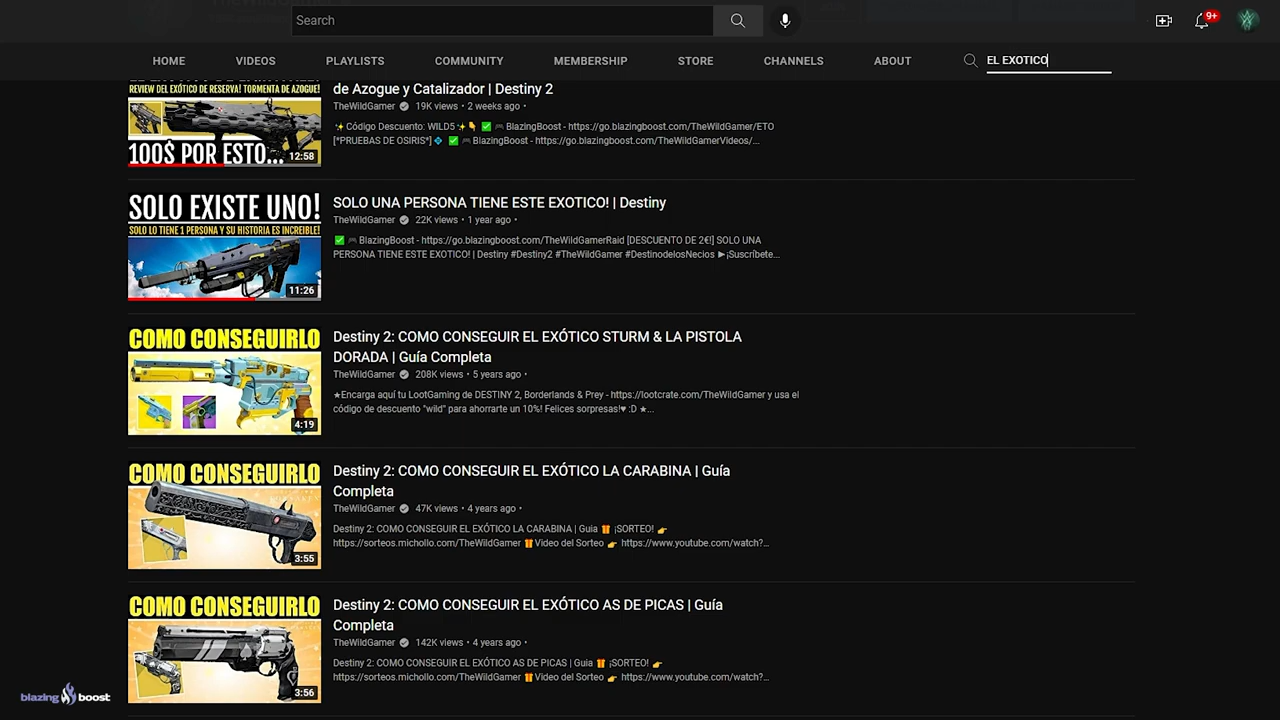 Search
9+
HOME
VIDEOS
PLAYLISTS
COMMUNITY
MEMBERSHIP
STORE
CHANNELS
ABOUT
EL EXOTICO
REVIEW DEL EXÓTICO DE RESERVA! TORMENTA DE AZOGUE!
100$ POR ESTO...
12:58
de Azogue y Catalizador | Destiny 2
TheWildGamer 19K views • 2 weeks ago •
✨Código Descuento: WILD5✨👇 ✅ 🎮 BlazingBoost - https://go.blazingboost.com/TheWildGamer/ETO
[*PRUEBAS DE OSIRIS*] 💠 ✅ 🎮 BlazingBoost - https://go.blazingboost.com/TheWildGamerVideos/...
SOLO EXISTE UNO!
SOLO LO TIENE 1 PERSONA Y SU HISTORIA ES INCREIBLE!
11:26
SOLO UNA PERSONA TIENE ESTE EXOTICO! | Destiny
TheWildGamer 22K views • 1 year ago •
✅ 🎮 BlazingBoost - https://go.blazingboost.com/TheWildGamerRaid [DESCUENTO DE 2€!] SOLO UNA
PERSONA TIENE ESTE EXOTICO! | Destiny #Destiny2 #TheWildGamer #DestinodelosNecios ►¡Suscríbete...
COMO CONSEGUIRLO
4:19
Destiny 2: COMO CONSEGUIR EL EXÓTICO STURM & LA PISTOLA
DORADA | Guía Completa
TheWildGamer 208K views • 5 years ago •
★Encarga aquí tu LootGaming de DESTINY 2, Borderlands & Prey - https://lootcrate.com/TheWildGamer y usa el
código de descuento "wild" para ahorrarte un 10%! Felices sorpresas!♥ :D ★...
COMO CONSEGUIRLO
3:55
Destiny 2: COMO CONSEGUIR EL EXÓTICO LA CARABINA | Guía
Completa
TheWildGamer 47K views • 4 years ago •
Destiny 2: COMO CONSEGUIR EL EXÓTICO LA CARABINA | Guia 🎁 ¡SORTEO! 👉
https://sorteos.michollo.com/TheWildGamer 🎁Video del Sorteo 👉 https://www.youtube.com/watch?...
COMO CONSEGUIRLO
3:56
Destiny 2: COMO CONSEGUIR EL EXÓTICO AS DE PICAS | Guía
Completa
TheWildGamer 142K views • 4 years ago •
Destiny 2: COMO CONSEGUIR EL EXÓTICO AS DE PICAS | Guia 🎁 ¡SORTEO! 👉
https://sorteos.michollo.com/TheWildGamer 🎁Video del Sorteo 👉 https://www.youtube.com/watch?...
blazing boost